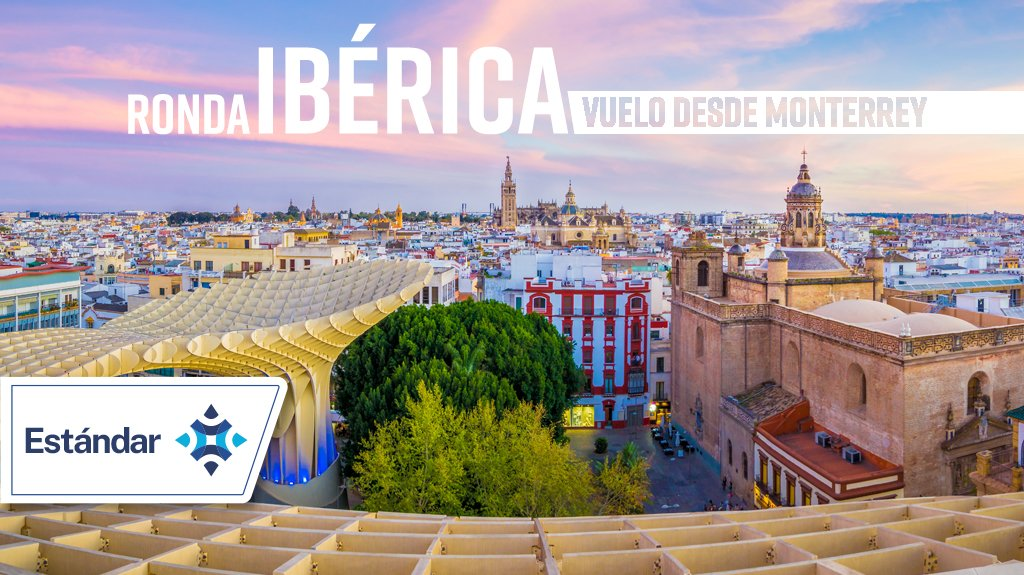 RONDA IBÉRICA VUELO DESDE MONTERREY
Estándar